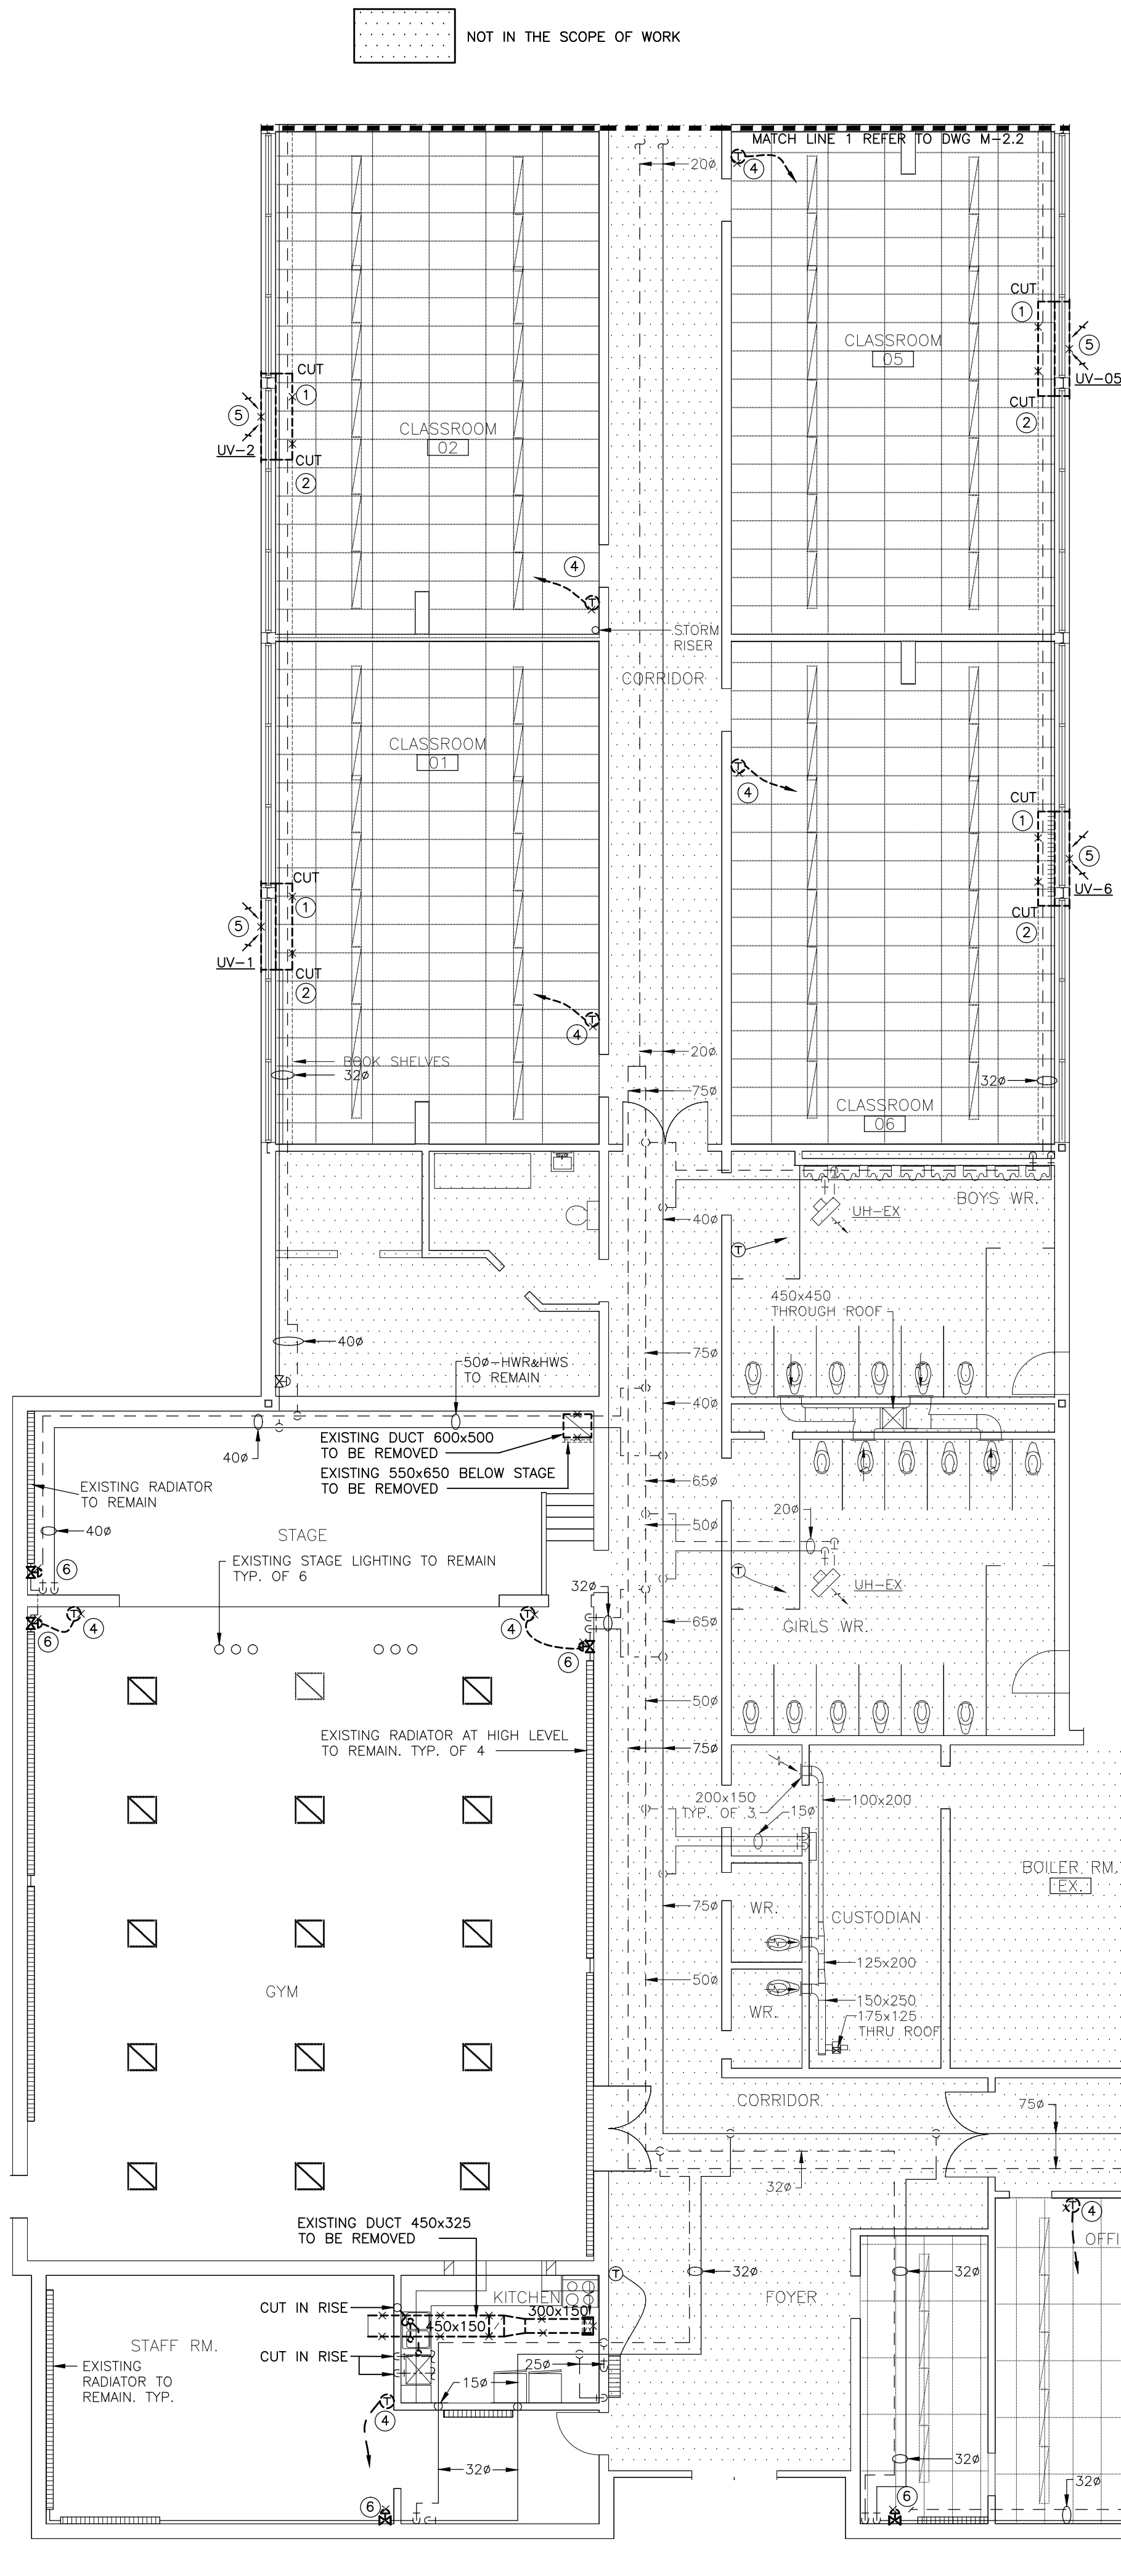 NOT IN THE SCOPE OF WORK
MATCH LINE 1 REFER TO DWG M-2.2
20ø
T
4
CUT
1
CLASSROOM
05
5
UV-05
CUT
2
CUT
1
5
CLASSROOM
02
UV-2
CUT
2
4
T
STORM
RISER
CORRIDOR
CLASSROOM
01
T
4
CUT
1
5
UV-6
CUT
2
CUT
1
5
UV-1
CUT
2
T
4
BOOK SHELVES
32ø
20ø
75ø
32ø
CLASSROOM
06
BOYS WR.
UH-EX
40ø
T
450x450
THROUGH ROOF
40ø
75ø
50ø-HWR&HWS
TO REMAIN
40ø
EXISTING DUCT 600x500
TO BE REMOVED
40ø
EXISTING 550x650 BELOW STAGE
TO BE REMOVED
65ø
EXISTING RADIATOR
TO REMAIN
20ø
50ø
40ø
STAGE
EXISTING STAGE LIGHTING TO REMAIN
TYP. OF 6
6
T
UH-EX
32ø
T
4
T
4
6
6
GIRLS WR.
65ø
50ø
EXISTING RADIATOR AT HIGH LEVEL
TO REMAIN. TYP. OF 4
75ø
200x150
TYP. OF 3
15ø
100x200
BOILER RM.
EX.
75ø
WR.
CUSTODIAN
125x200
50ø
GYM
WR.
150x250
175x125
THRU ROOF
CORRIDOR
75ø
32ø
T
4
EXISTING DUCT 450x325
TO BE REMOVED
OFFI
T
32ø
32ø
KITCHEN
FOYER
CUT IN RISE
300x150
450x150
STAFF RM.
CUT IN RISE
EXISTING
RADIATOR TO
REMAIN. TYP.
25ø
15ø
T
4
32ø
32ø
32ø
6
6